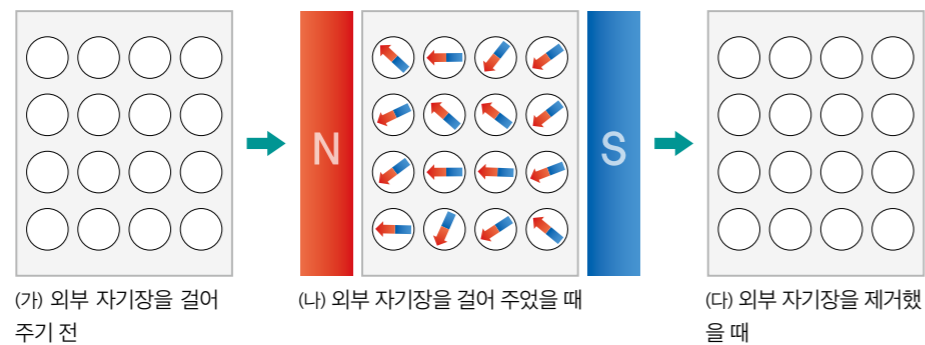 N
S
(가) 외부 자기장을 걸어
주기 전
(나) 외부 자기장을 걸어 주었을 때
(다) 외부 자기장을 제거했
을 때